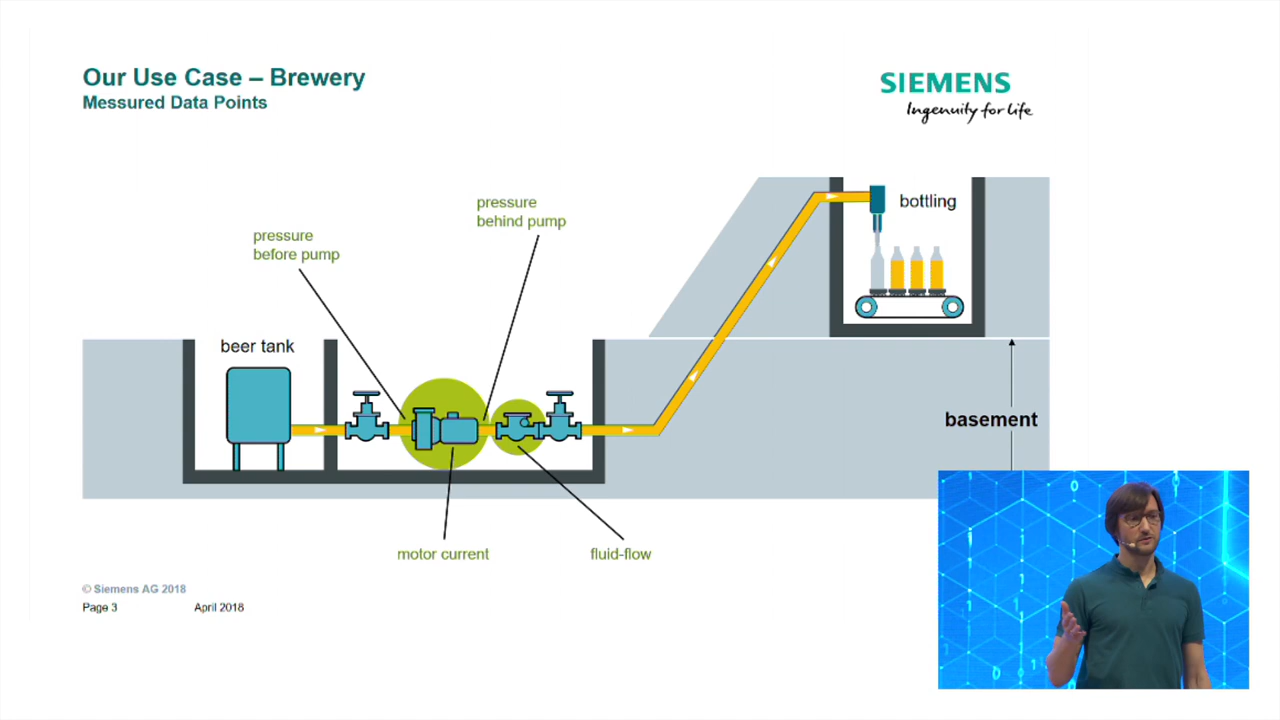 Our Use Case – Brewery
Messured Data Points
SIEMENS
Ingenuity for life
pressure
behind pump
pressure
before pump
bottling
beer tank
basement
motor current
fluid-flow
© Siemens AG 2018
Page 3
April 2018